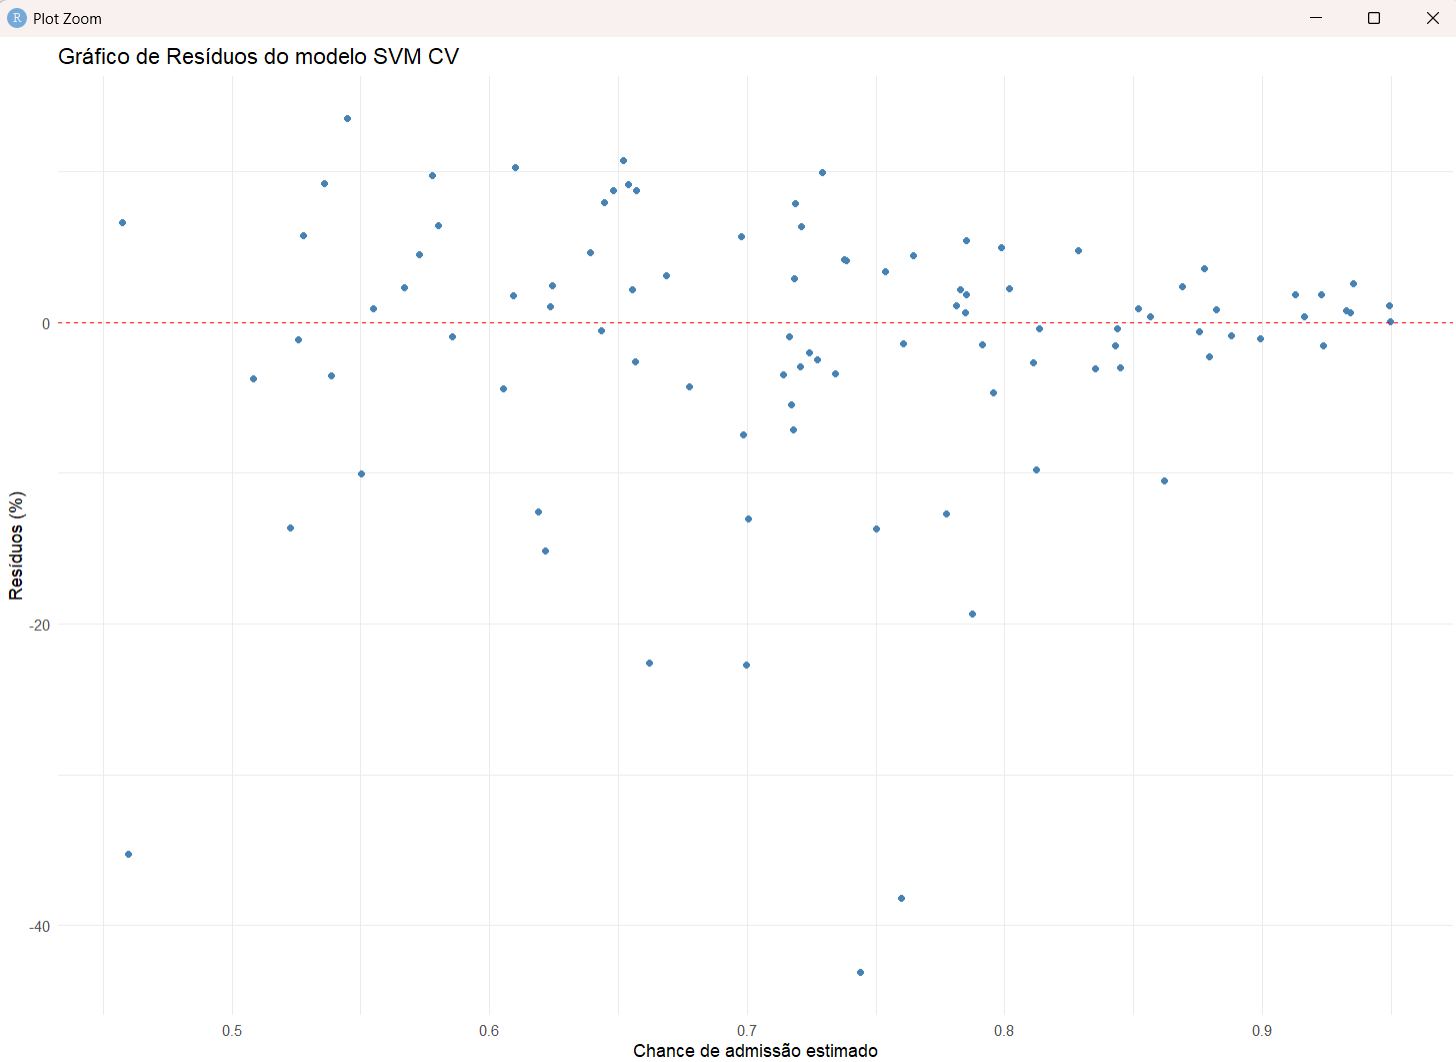 R Plot Zoom
Gráfico de Resíduos do modelo SVM CV
Resíduos (%)
0
-20
-40
0.5 0.6 0.7 0.8 0.9
Chance de admissão estimado